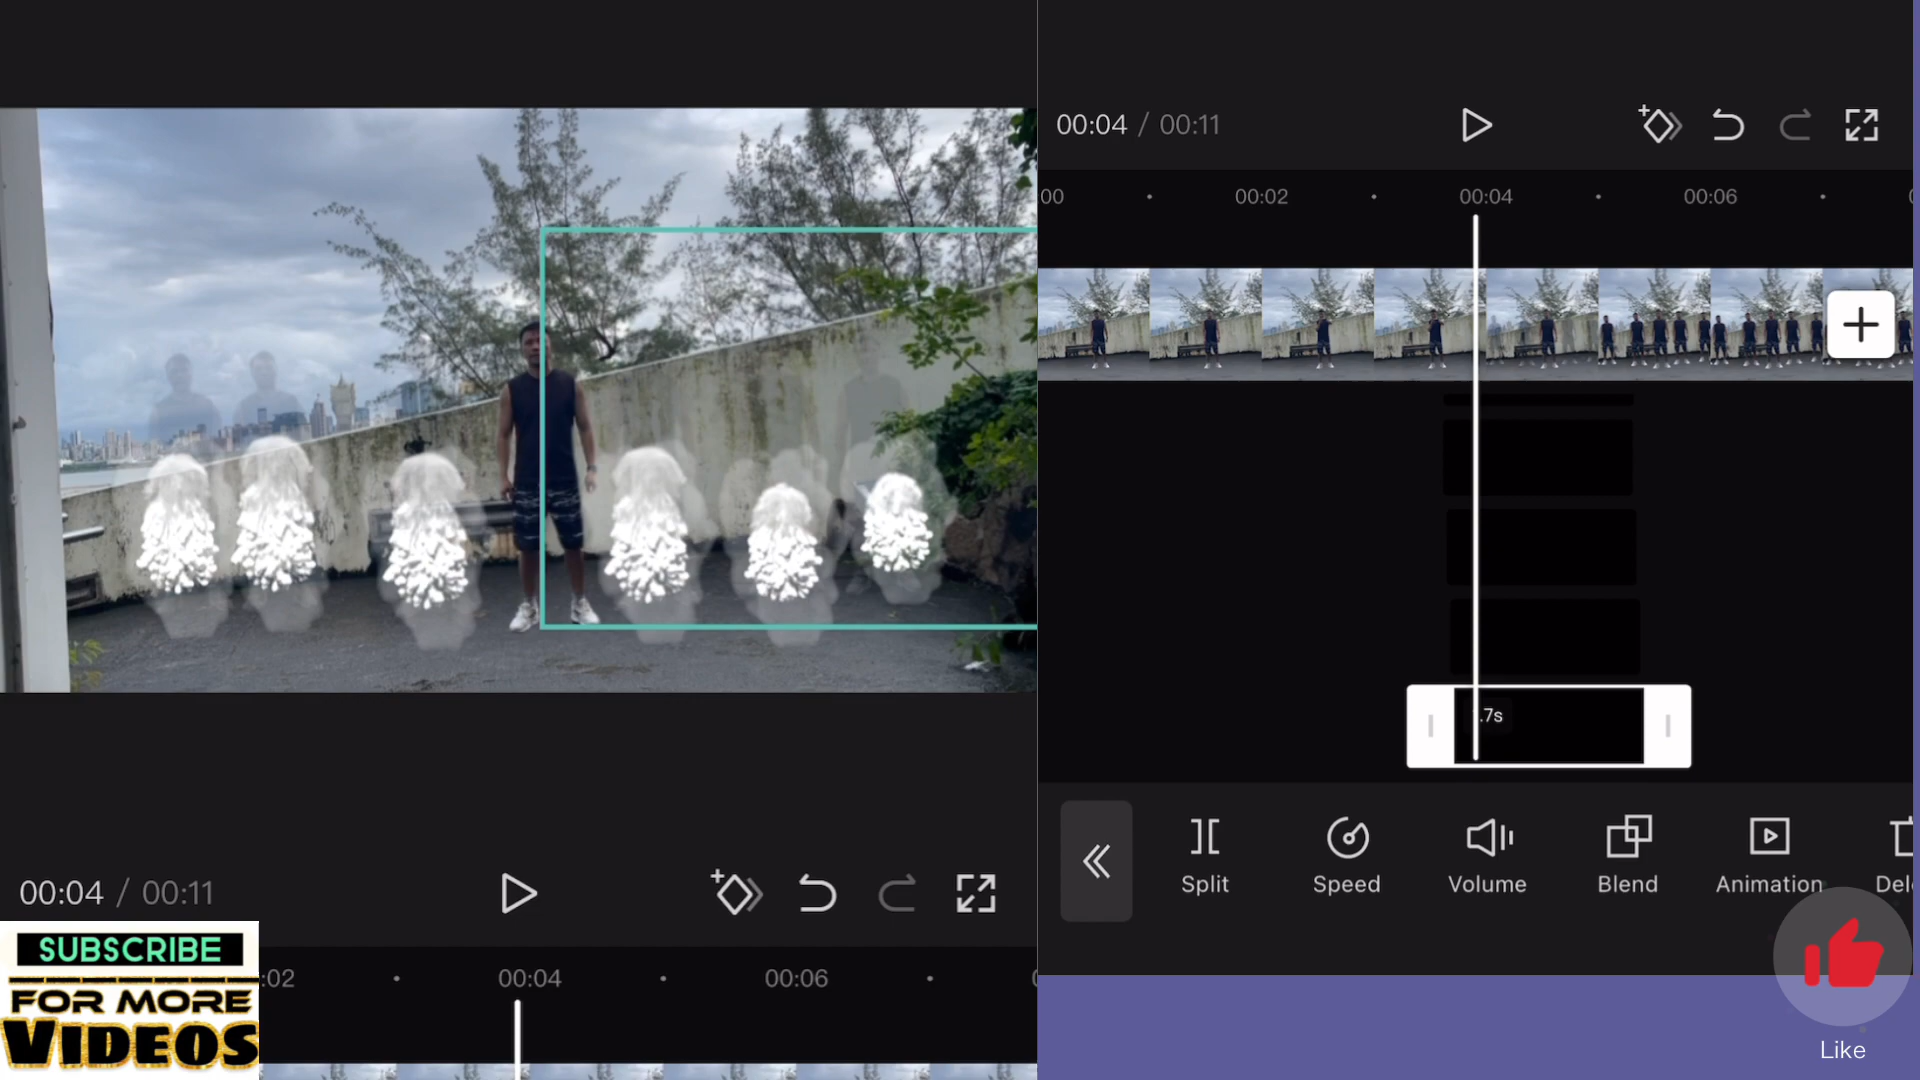 00:04 / 00:11
SUBSCRIBE
FOR MORE
VIDEOS
:02
00:04
00:06
00:04 / 00:11
00
00:02
00:04
00:06
.7s
Split
Speed
Volume
Blend
Animation
Del
Like